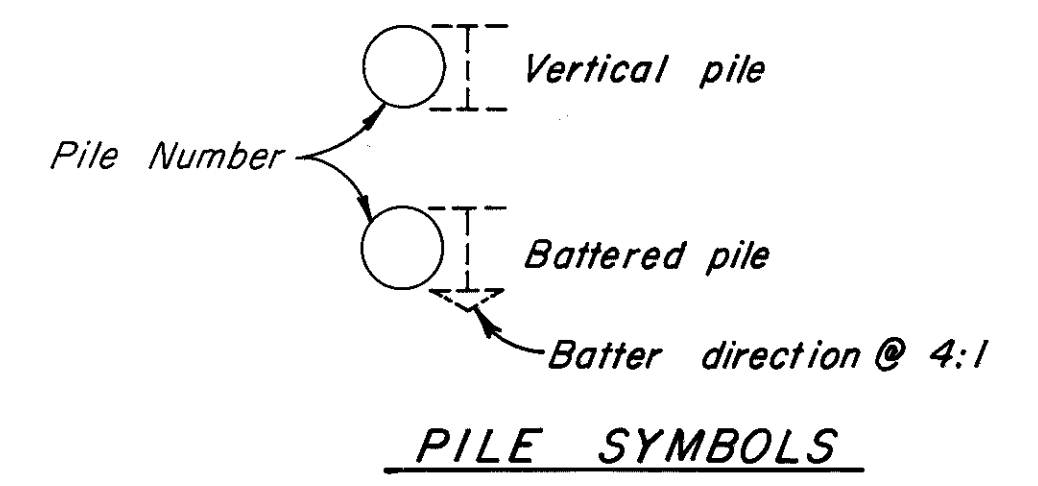 Vertical pile
Pile Number
Battered pile
Batter direction @ 4:1
PILE SYMBOLS